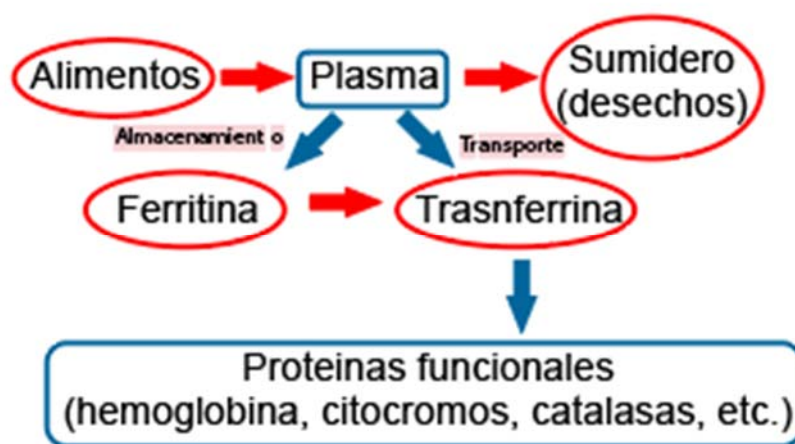 Alimentos
Plasma
Sumidero
(desechos)
Almacenamient o
Transporte
Ferritina
Trasnferrina
Proteinas funcionales
(hemoglobina, citocromos, catalasas, etc.)